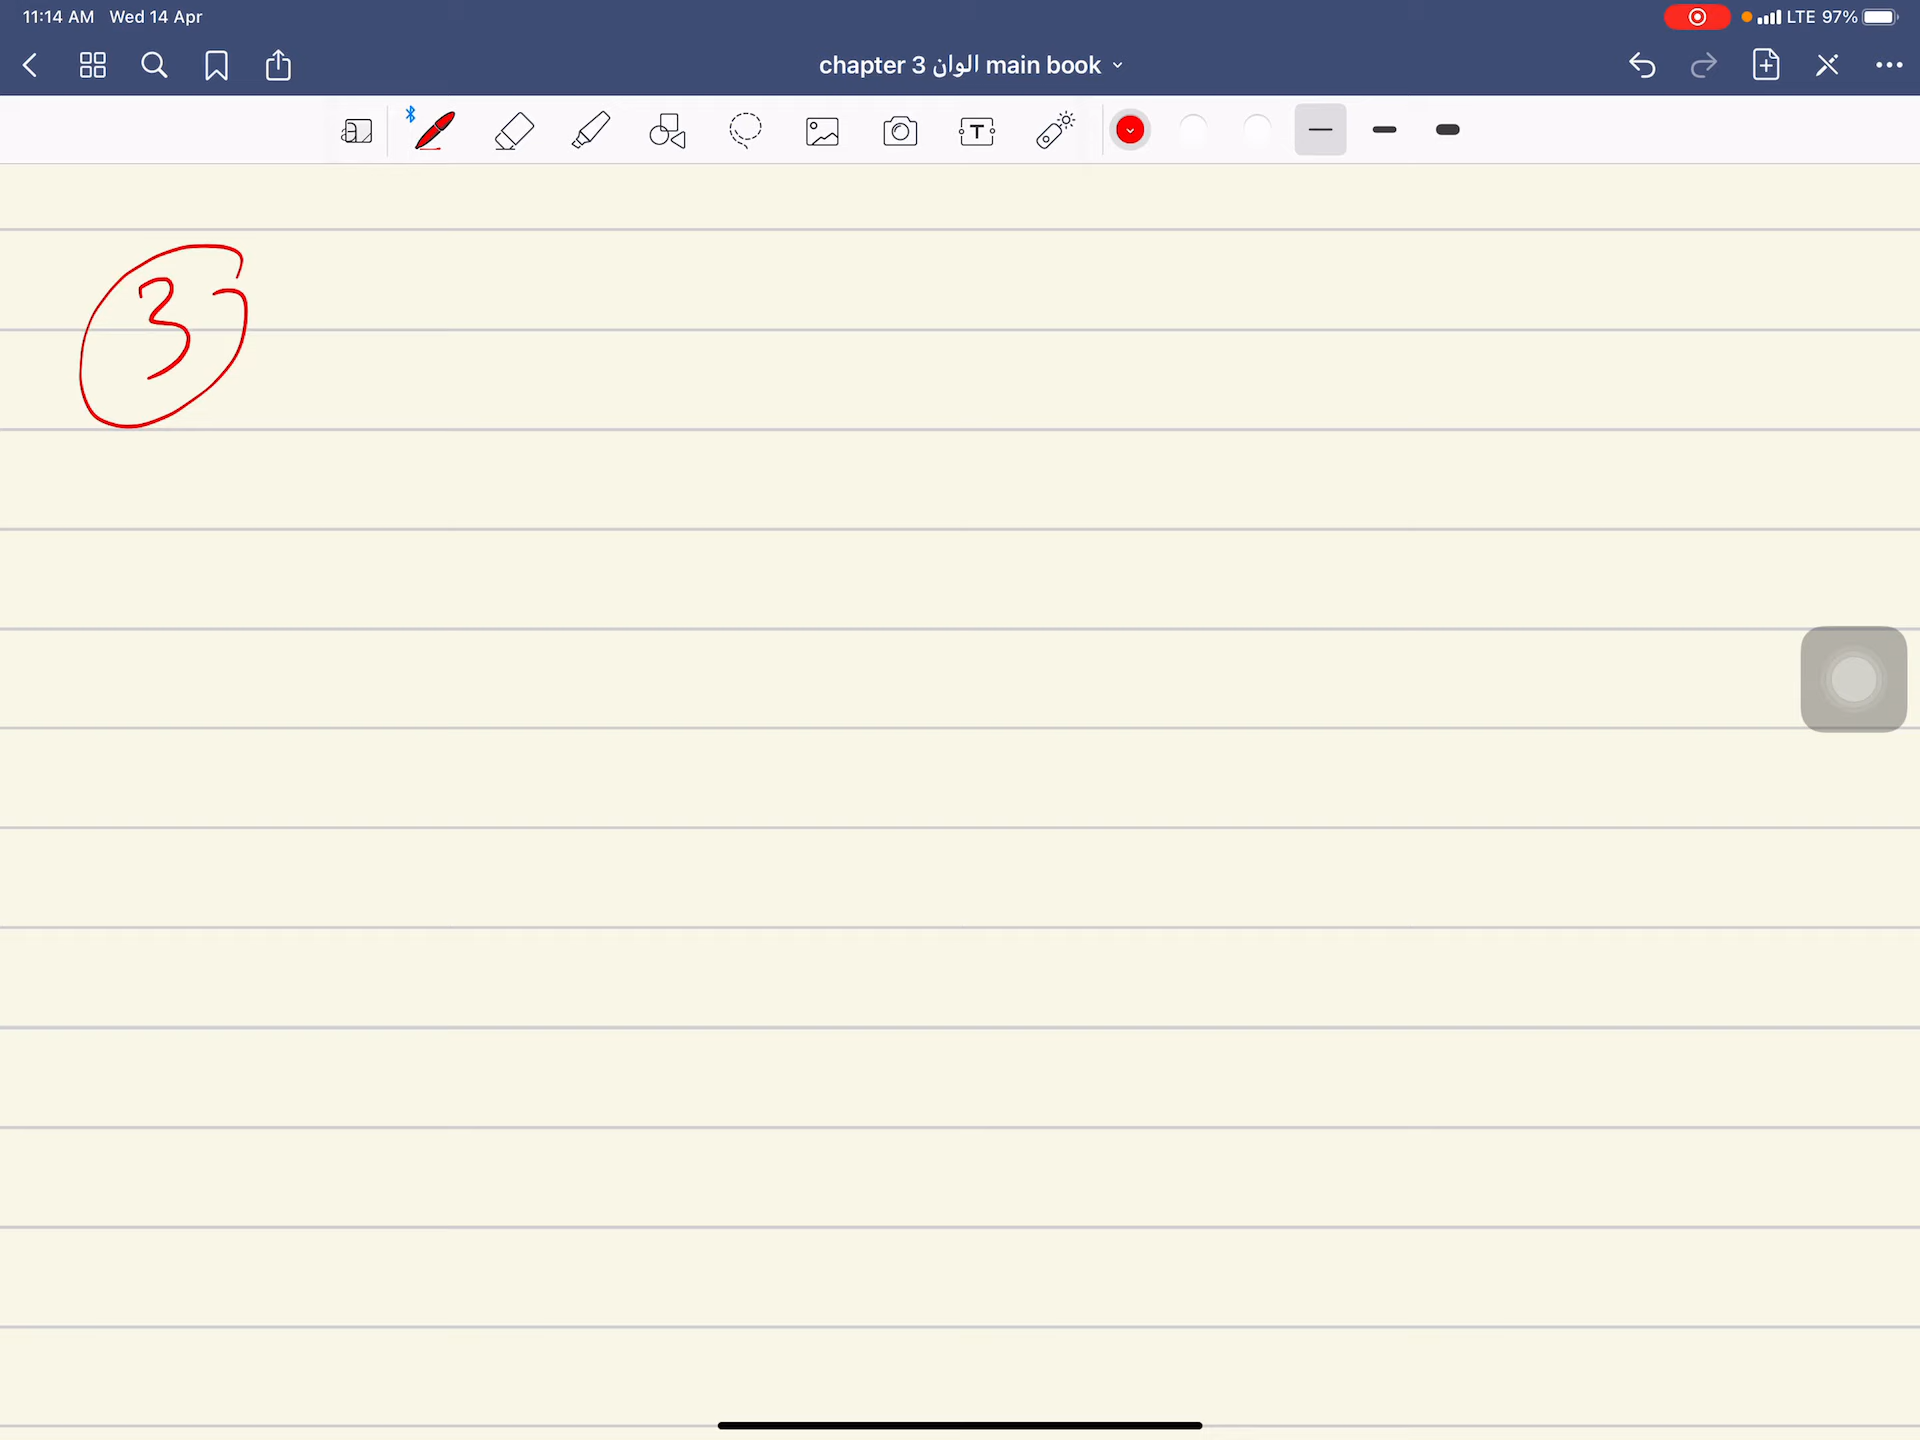 11:14 AM Wed 14 Apr
LTE 97%
chapter 3 الوان main book
T
3